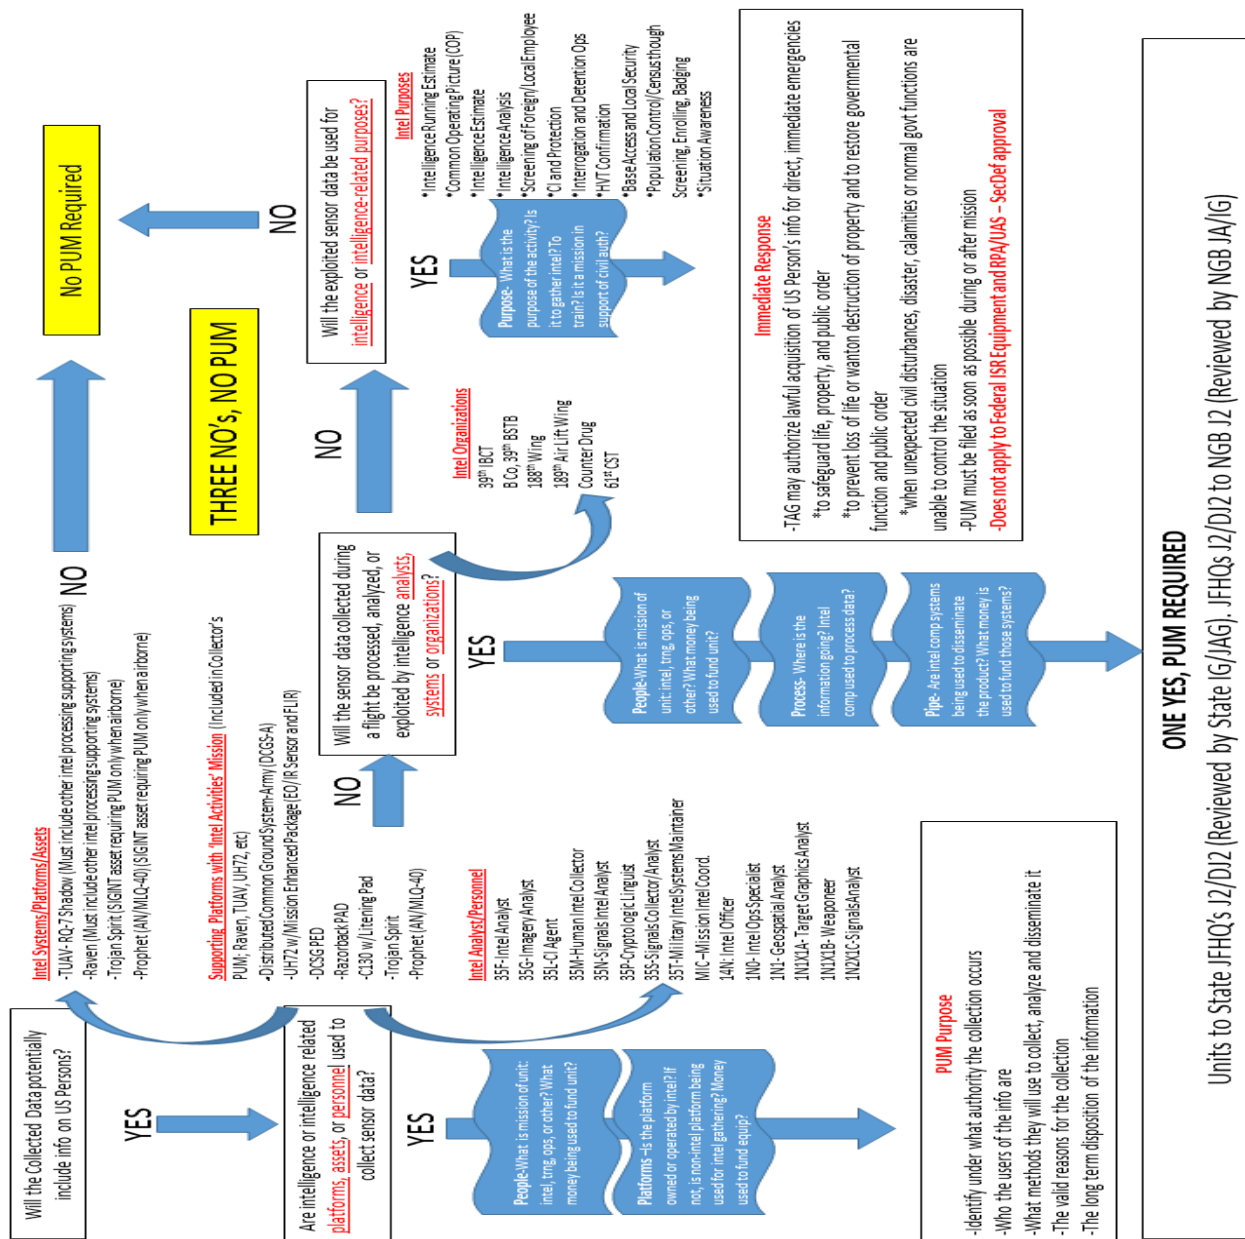 Will the Collected Data potentially
include info on US Persons?
YES
NO
No PUM Required
THREE NO's, NO PUM
Intel Systems/Platforms/Assets
-TUAV- RQ-7 Shadow (Must include other intel processing supporting systems)
-Raven (Must include other intel processing supporting systems)
-Trojan Spirit (SIGINT asset requiring PUM only when airborne)
-Prophet (AN/MLQ-40) (SIGINT asset requiring PUM only when airborne)
Supporting Platforms with 'Intel Activities' Mission (Included in Collector's
PUM; Raven, TUAV, UH72, etc)
-Distributed Common Ground System-Army (DCGS-A)
-UH72 w/ Mission Enhanced Package (EO/IR Sensor and FLIR)
-DCSG PED
-Razorback PAD
-C130 w/ Litening Pad
-Trojan Spirit
-Prophet (AN/MLQ-40)
Are intelligence or intelligence related
platforms, assets, or personnel used to
collect sensor data?
NO
YES
Will the sensor data collected during
a flight be processed, analyzed, or
exploited by intelligence analysts,
systems or organizations?
NO
YES
Will the exploited sensor data be used for
intelligence or intelligence-related purposes?
NO
YES
Intel Analyst/Personnel
35F- Intel Analyst
35G- Imagery Analyst
35L- CI Agent
35M-Human Intel Collector
35N-Signals Intel Analyst
35P-Cryptologic Linguist
35S-Signals Collector/Analyst
35T-Military Intel Systems Maintainer
MIC –Mission Intel Coord.
14N: Intel Officer
1N0- Intel Ops Specialist
1N1- Geospatial Analyst
1N1X1A- Target Graphics Analyst
1N1X1B- Weaponeer
1N2X1C-Signals Analyst
Intel Organizations
39th IBCT
B Co, 39th BSTB
188th Wing
189th Air Lift Wing
Counter Drug
61st CST
Intel Purposes
*Intelligence Running Estimate
*Common Operating Picture (COP)
*Intelligence Estimate
*Intelligence Analysis
*Screening of Foreign/Local Employee
*CI and Protection
*Interrogation and Detention Ops
*HVT Confirmation
*Base Access and Local Security
*Population Control/Census though
Screening, Enrolling, Badging
*Situation Awareness
People-What is mission of unit:
intel, trng, ops, or other? What
money being used to fund unit?
Platforms –Is the platform
owned or operated by intel? If
not, is non-intel platform being
used for intel gathering? Money
used to fund equip?
People-What is mission of
unit: intel, trng, ops, or
other? What money being
used to fund unit?
Process- Where is the
information going? Intel
comp used to process data?
Pipe- Are intel comp systems
being used to disseminate
the product? What money is
used to fund those systems?
Purpose- What is the
purpose of the activity? Is
it to gather intel? To
train? Is it a mission in
support of civil auth?
PUM Purpose
-Identify under what authority the collection occurs
-Who the users of the info are
-What methods they will use to collect, analyze and disseminate it
-The valid reasons for the collection
-The long term disposition of the information
Immediate Response
-TAG may authorize lawful acquisition of US Person's info for direct, immediate emergencies
*to safeguard life, property, and public order
*to prevent loss of life or wanton destruction of property and to restore governmental
function and public order
*when unexpected civil disturbances, disaster, calamities or normal govt functions are
unable to control the situation
-PUM must be filed as soon as possible during or after mission
-Does not apply to Federal ISR Equipment and RPA/UAS – SecDef approval
ONE YES, PUM REQUIRED
Units to State JFHQ's J2/DJ2 (Reviewed by State IG/JAG), JFHQs J2/DJ2 to NGB J2 (Reviewed by NGB JA/IG)